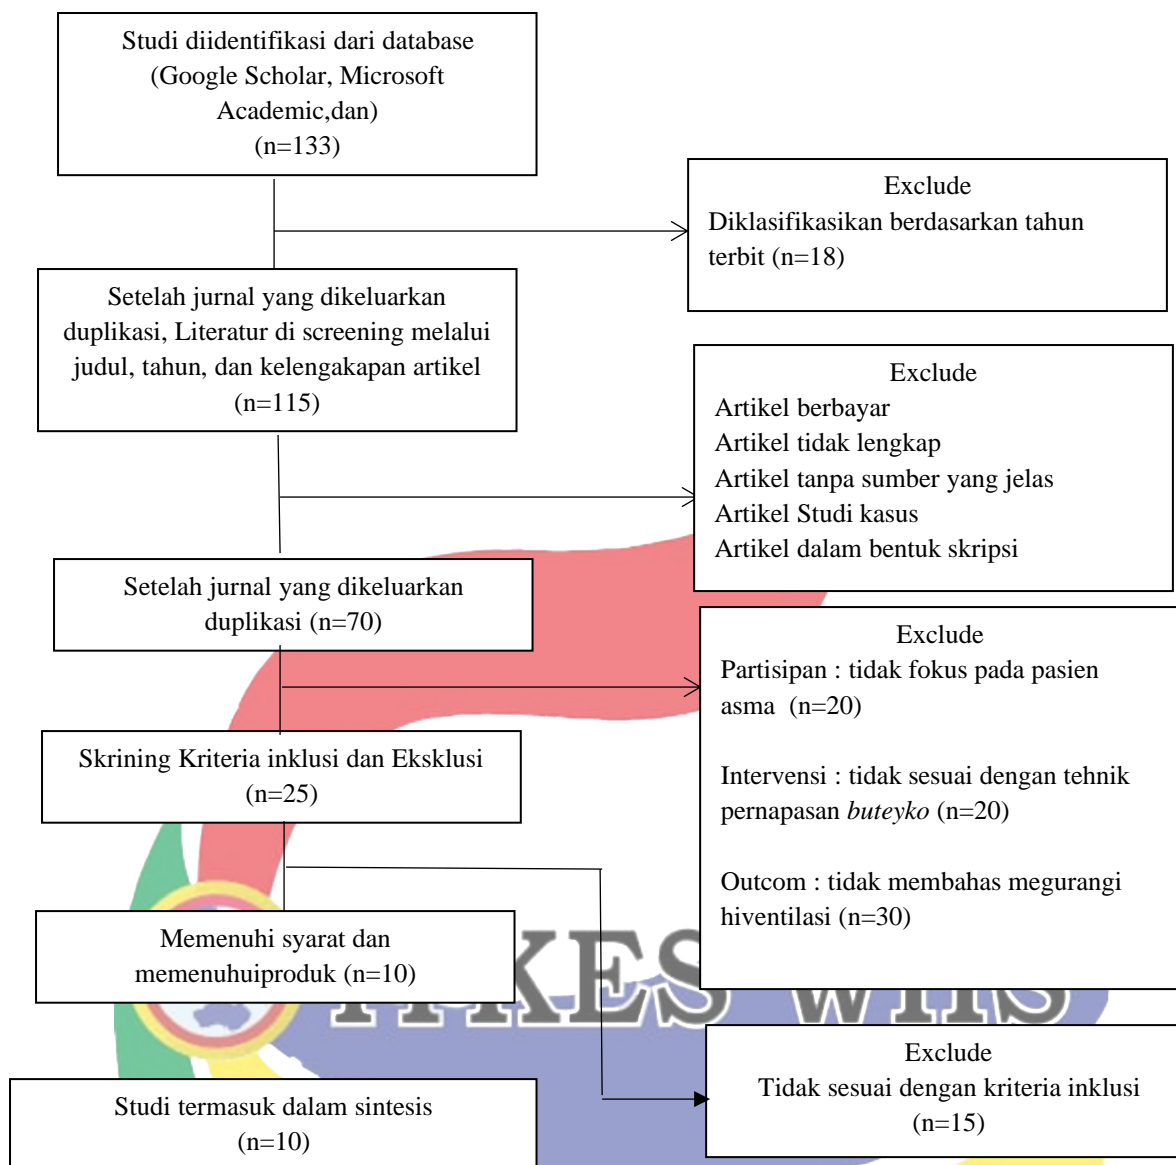 Studi diidentifikasi dari database
(Google Scholar, Microsoft
Academic,dan)
(n=133)
Exclude
Diklasifikasikan berdasarkan tahun
terbit (n=18)
Setelah jurnal yang dikeluarkan
duplikasi, Literatur di screening melalui
judul, tahun, dan kelengakapan artikel
(n=115)
Exclude
Artikel berbayar
Artikel tidak lengkap
Artikel tanpa sumber yang jelas
Artikel Studi kasus
Artikel dalam bentuk skripsi
Setelah jurnal yang dikeluarkan
duplikasi (n=70)
Exclude
Partisipan : tidak fokus pada pasien
asma (n=20)
Intervensi : tidak sesuai dengan tehnik
pernapasan buteyko (n=20)
Outcom : tidak membahas megurangi
hiventilasi (n=30)
Skrining Kriteria inklusi dan Eksklusi
(n=25)
Memenuhi syarat dan
memenuhuiproduk (n=10)
Exclude
Tidak sesuai dengan kriteria inklusi
(n=15)
Studi termasuk dalam sintesis
(n=10)